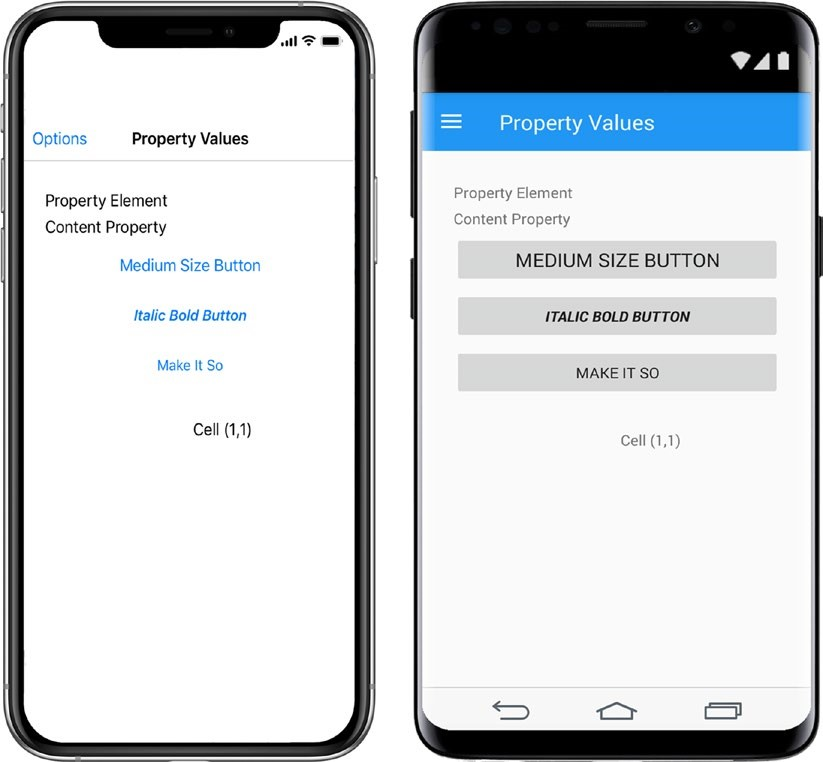 Options Property Values
Property Element
Content Property
Medium Size Button
Italic Bold Button
Make It So
Cell (1,1)
Property Values
Property Element
Content Property
MEDIUM SIZE BUTTON
ITALIC BOLD BUTTON
MAKE IT SO
Cell (1,1)